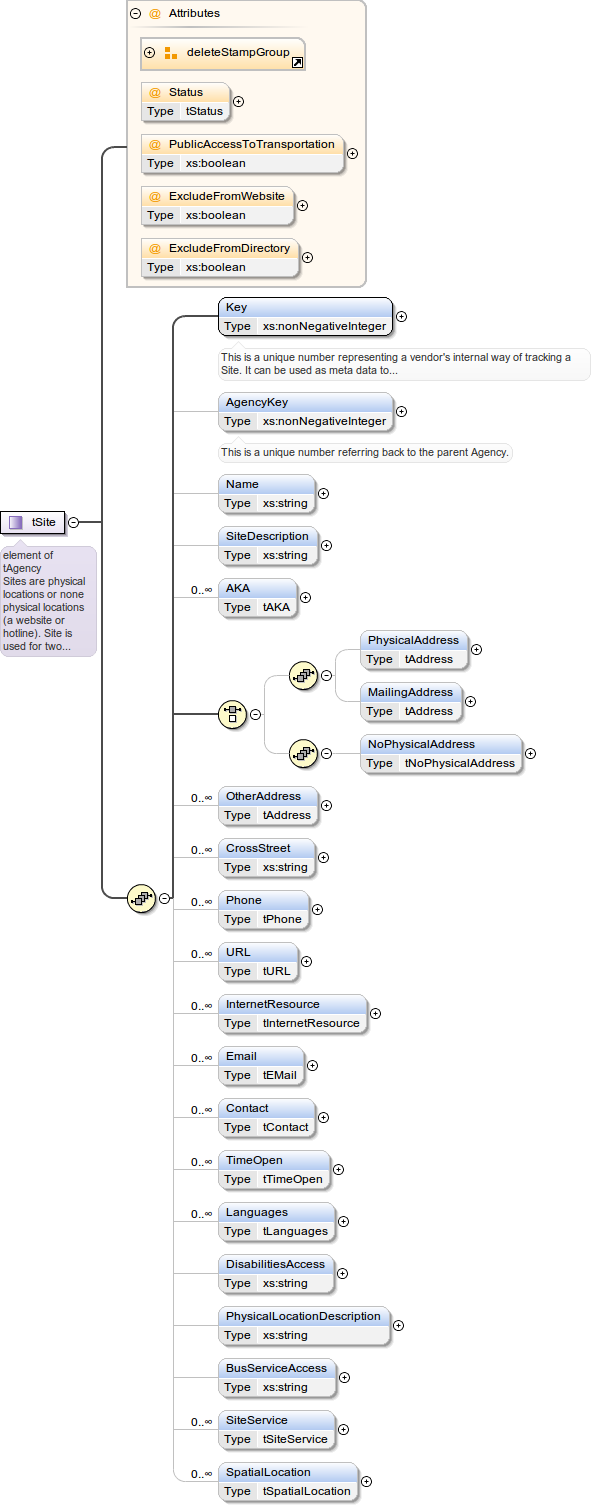 @ Attributes
deleteStampGroup
@ Status
Type tStatus
@ PublicAccessToTransportation
Type xs:boolean
@ ExcludeFromWebsite
Type xs:boolean
@ ExcludeFromDirectory
Type xs:boolean
Key
Type xs:nonNegativeInteger
This is a unique number representing a vendor's internal way of tracking a
Site. It can be used as meta data to...
AgencyKey
Type xs:nonNegativeInteger
This is a unique number referring back to the parent Agency.
Name
Type xs:string
tSite
element of
tAgency
Sites are physical
locations or none
physical locations
(a website or
hotline). Site is
used for two...
SiteDescription
Type xs:string
0..∞ AKA
Type tAKA
PhysicalAddress
Type tAddress
MailingAddress
Type tAddress
NoPhysicalAddress
Type tNoPhysicalAddress
0..∞ OtherAddress
Type tAddress
0..∞ CrossStreet
Type xs:string
0..∞ Phone
Type tPhone
0..∞ URL
Type tURL
0..∞ InternetResource
Type tInternetResource
0..∞ Email
Type tEMail
0..∞ Contact
Type tContact
0..∞ TimeOpen
Type tTimeOpen
0..∞ Languages
Type tLanguages
DisabilitiesAccess
Type xs:string
PhysicalLocationDescription
Type xs:string
BusServiceAccess
Type xs:string
0..∞ SiteService
Type tSiteService
0..∞ SpatialLocation
Type tSpatialLocation